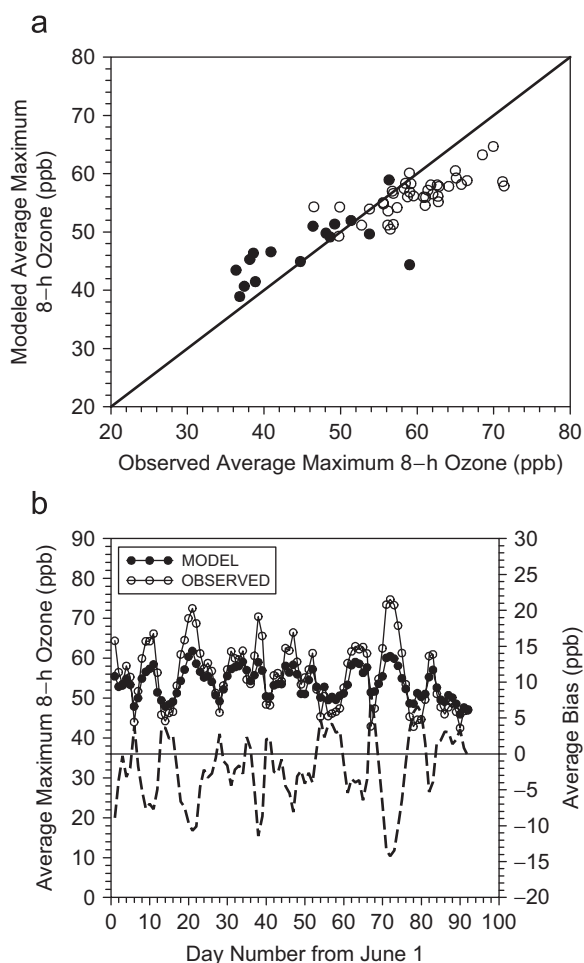 a
Modeled Average Maximum
8–h Ozone (ppb)
80
70
60
50
40
30
20
20 30 40 50 60 70 80
Observed Average Maximum 8–h Ozone (ppb)
b
Average Maximum 8–h Ozone (ppb)
90
80
70
60
50
40
30
20
10
0
MODEL
OBSERVED
30
25
20
15
10
5
0
–5
–10
–15
–20
Average Bias (ppb)
0 10 20 30 40 50 60 70 80 90 100
Day Number from June 1